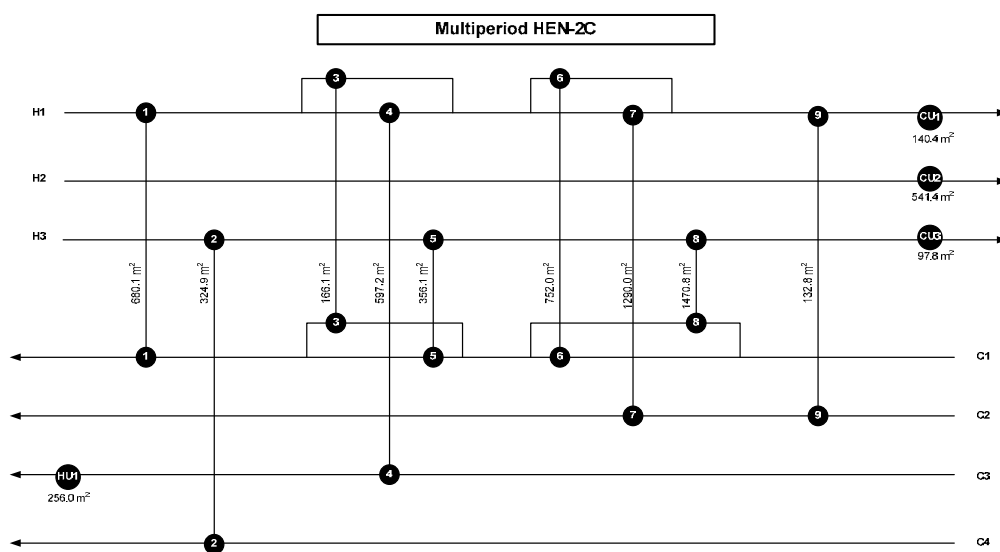 Multiperiod HEN-2C
3
6
H1
1
4
7
9
CU1
140.4 m²
H2
CU2
541.4 m²
H3
2
5
8
CU3
97.8 m²
680.1 m²
324.9 m²
166.1 m²
597.2 m²
356.1 m²
752.0 m²
1290.0 m²
1470.8 m²
132.8 m²
3
8
1
5
6
C1
7
9
C2
HU1
4
C3
256.0 m²
2
C4